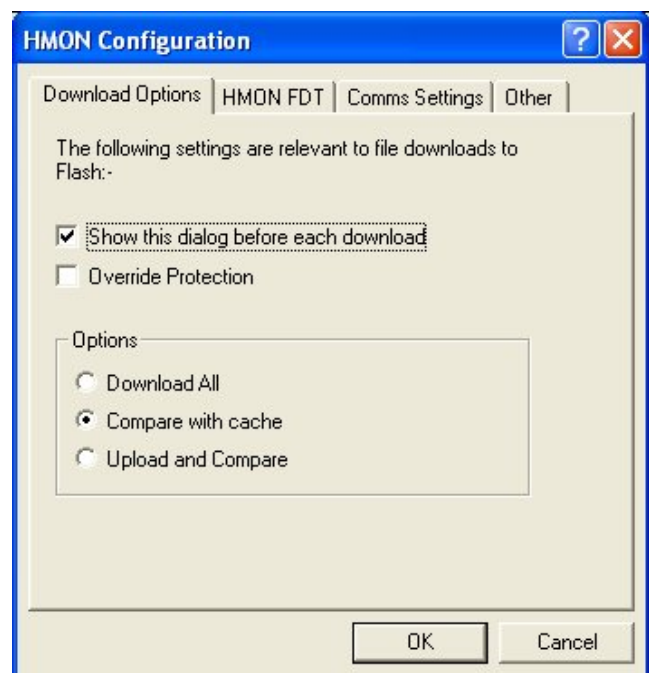 HMON Configuration
Download Options HMON FDT Comms Settings Other
The following settings are relevant to file downloads to
Flash:-
Show this dialog before each download
Override Protection
Options
Download All
Compare with cache
Upload and Compare
OK Cancel